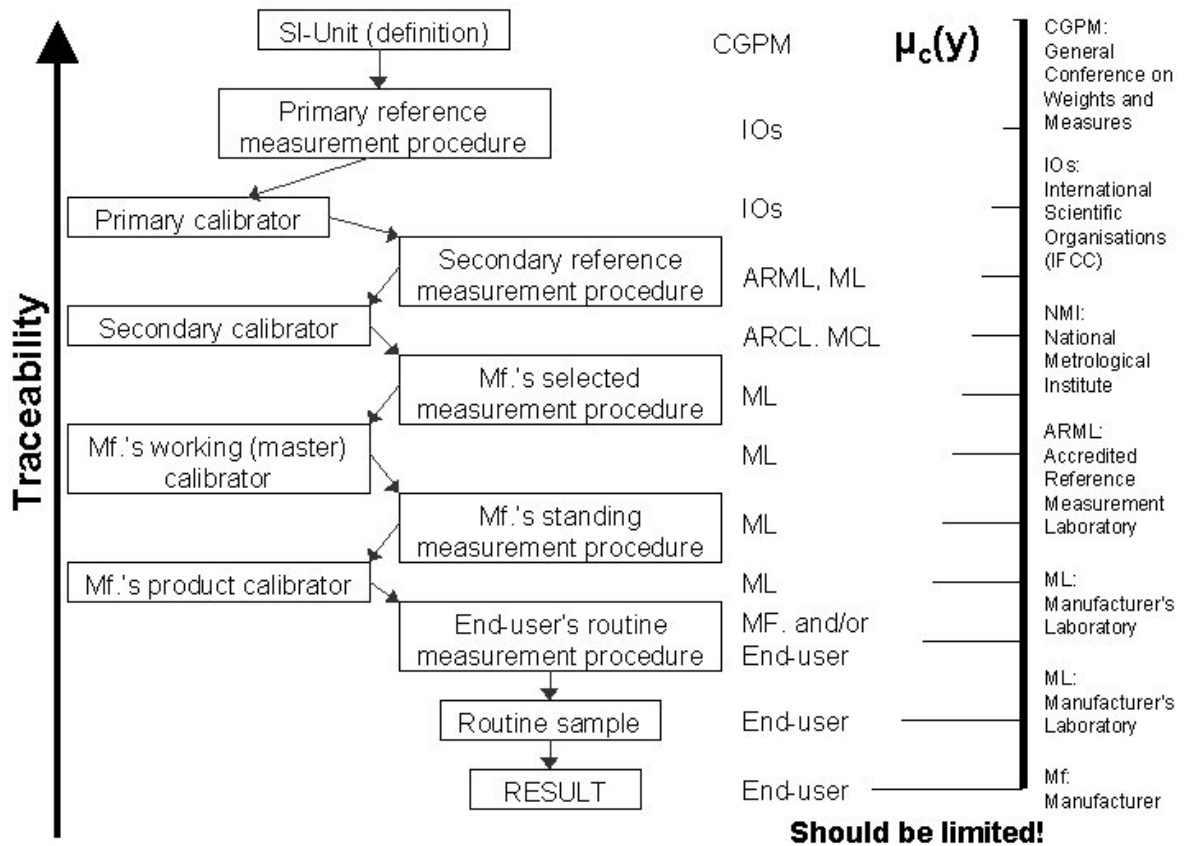 SI-Unit (definition)
CGPM
μc(y)
Primary reference
measurement procedure
IOs
Primary calibrator
IOs
Secondary reference
measurement procedure
ARML, ML
Secondary calibrator
ARCL. MCL
Mf.'s selected
measurement procedure
ML
Mf.'s working (master)
calibrator
ML
Mf.'s standing
measurement procedure
ML
Mf.'s product calibrator
ML
End-user's routine
measurement procedure
MF. and/or
End-user
Routine sample
End-user
RESULT
End-user
Should be limited!
Traceability
CGPM:
General
Conference on
Weights and
Measures
IOs:
International
Scientific
Organisations
(IFCC)
NMI:
National
Metrological
Institute
ARML:
Accredited
Reference
Measurement
Laboratory
ML:
Manufacturer's
Laboratory
ML:
Manufacturer's
Laboratory
Mf:
Manufacturer